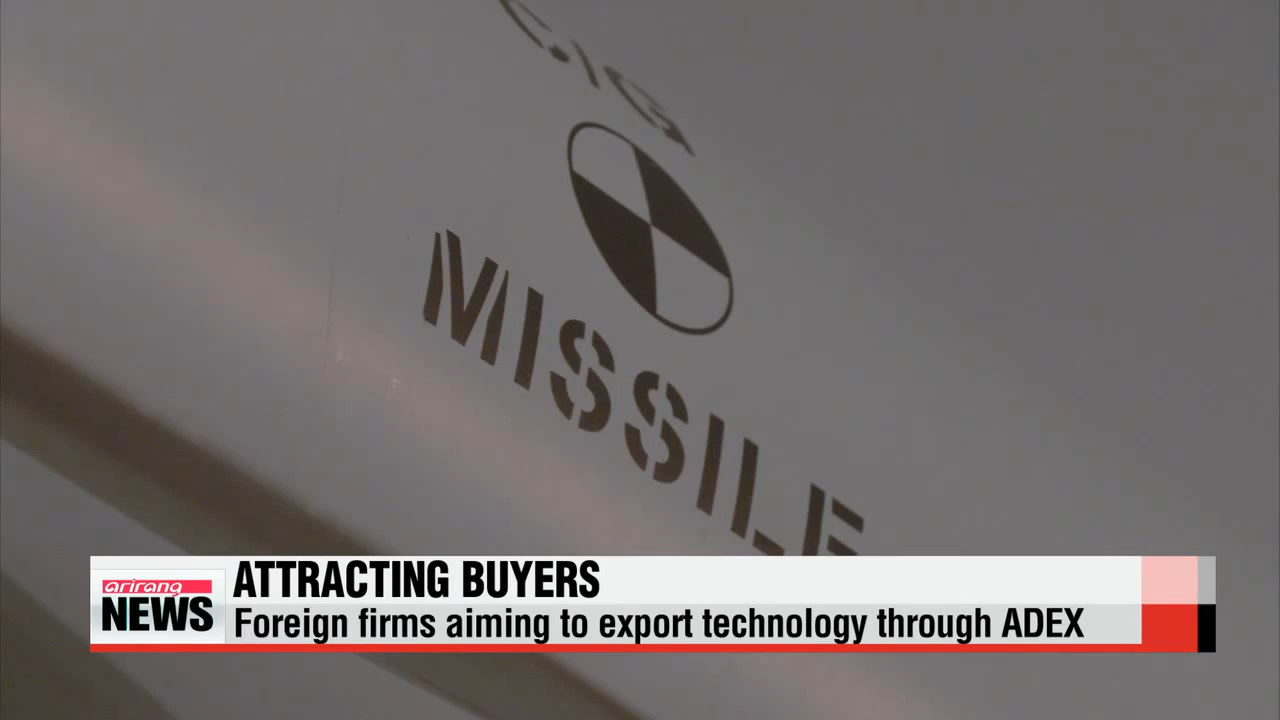 C.G
MISSILE
ATTRACTING BUYERS
arirang
NEWS
Foreign firms aiming to export technology through ADEX